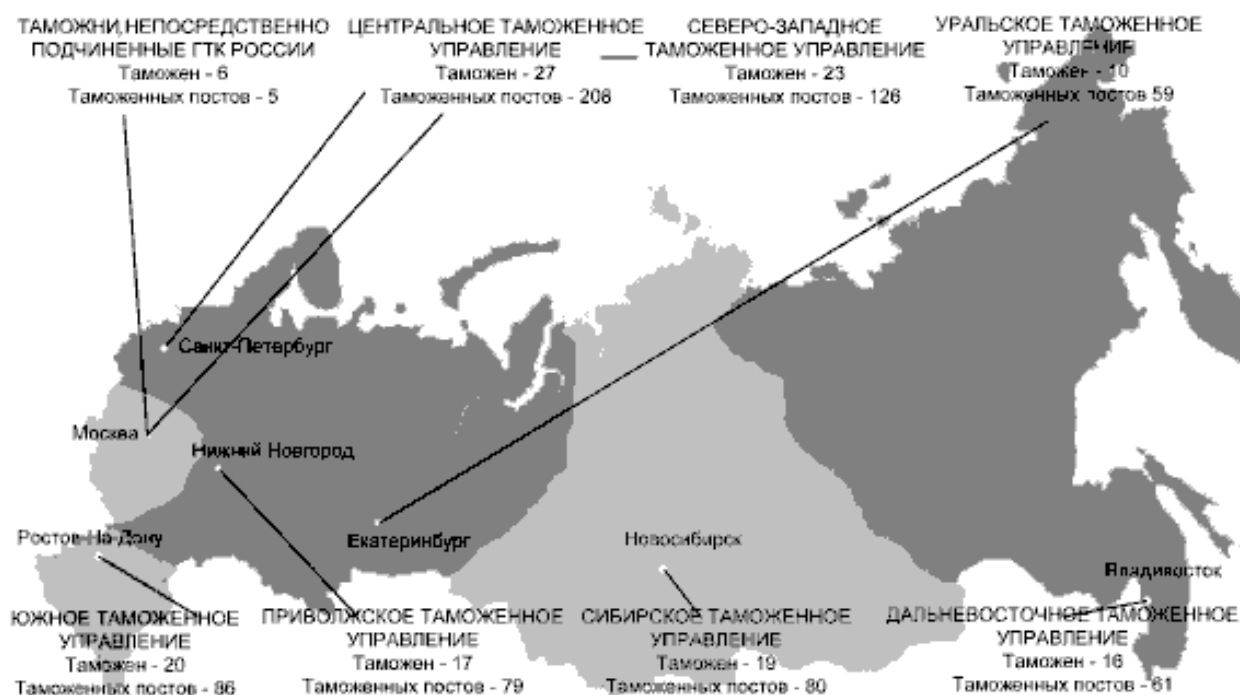 ТАМОЖНИ,НЕПОСРЕДСТВЕННО
ПОДЧИНЕННЫЕ ГТК РОССИИ
Таможен - 6
Таможенных постов - 5
ЦЕНТРАЛЬНОЕ ТАМОЖЕННОЕ
УПРАВЛЕНИЕ
Таможен - 27
Таможенных постов - 208
СЕВЕРО-ЗАПАДНОЕ
ТАМОЖЕННОЕ УПРАВЛЕНИЕ
Таможен - 23
Таможенных постов - 126
УРАЛЬСКОЕ ТАМОЖЕННОЕ
УПРАВЛЕНИЕ
Таможен - 10
Таможенных постов 59
Санкт-Петербург
Москва
Нижний Новгород
Ростов-На-Дону
Екатеринбург
Новосибирск
Владивосток
ЮЖНОЕ ТАМОЖЕННОЕ
УПРАВЛЕНИЕ
Таможен - 20
Таможенных постов - 86
ПРИВОЛЖСКОЕ ТАМОЖЕННОЕ
УПРАВЛЕНИЕ
Таможен - 17
Таможенных постов - 79
СИБИРСКОЕ ТАМОЖЕННОЕ
УПРАВЛЕНИЕ
Таможен - 19
Таможенных постов - 80
ДАЛЬНЕВОСТОЧНОЕ ТАМОЖЕННОЕ
УПРАВЛЕНИЕ
Таможен - 16
Таможенных постов - 61